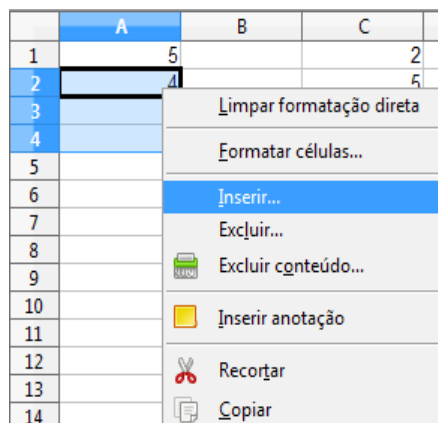 A B C
1 5 2
2 4 5
3
4
5
6
7
8
9
10
11
12
13
14
Limpar formatação direta
Formatar células...
Inserir...
Excluir...
Excluir conteúdo...
Inserir anotação
Recortar
Copiar